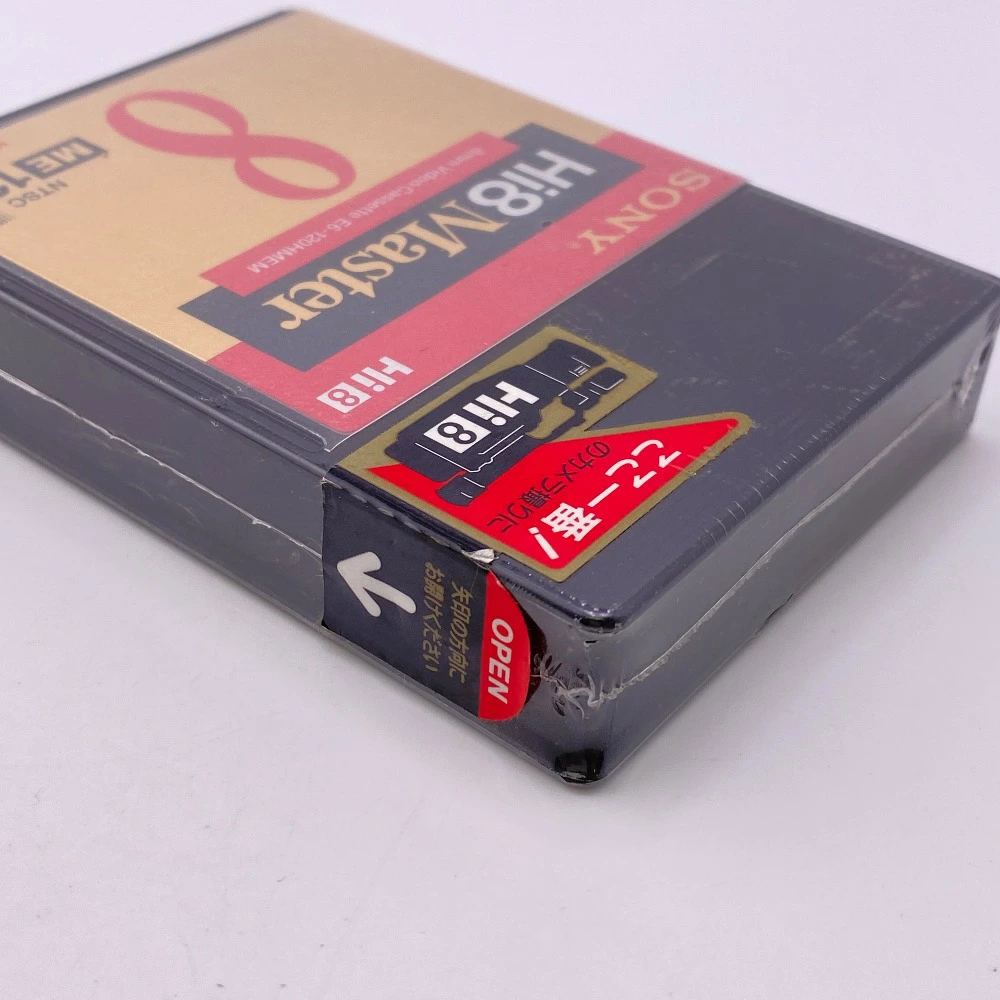 SONY®
Hi8 Master
8mm Video Cassette E6-120HMEM
8
ME
NTSC
Hi8
Hi8
ここ一番!
のカメラ撮りに
OPEN
矢印の方向に
お開けください